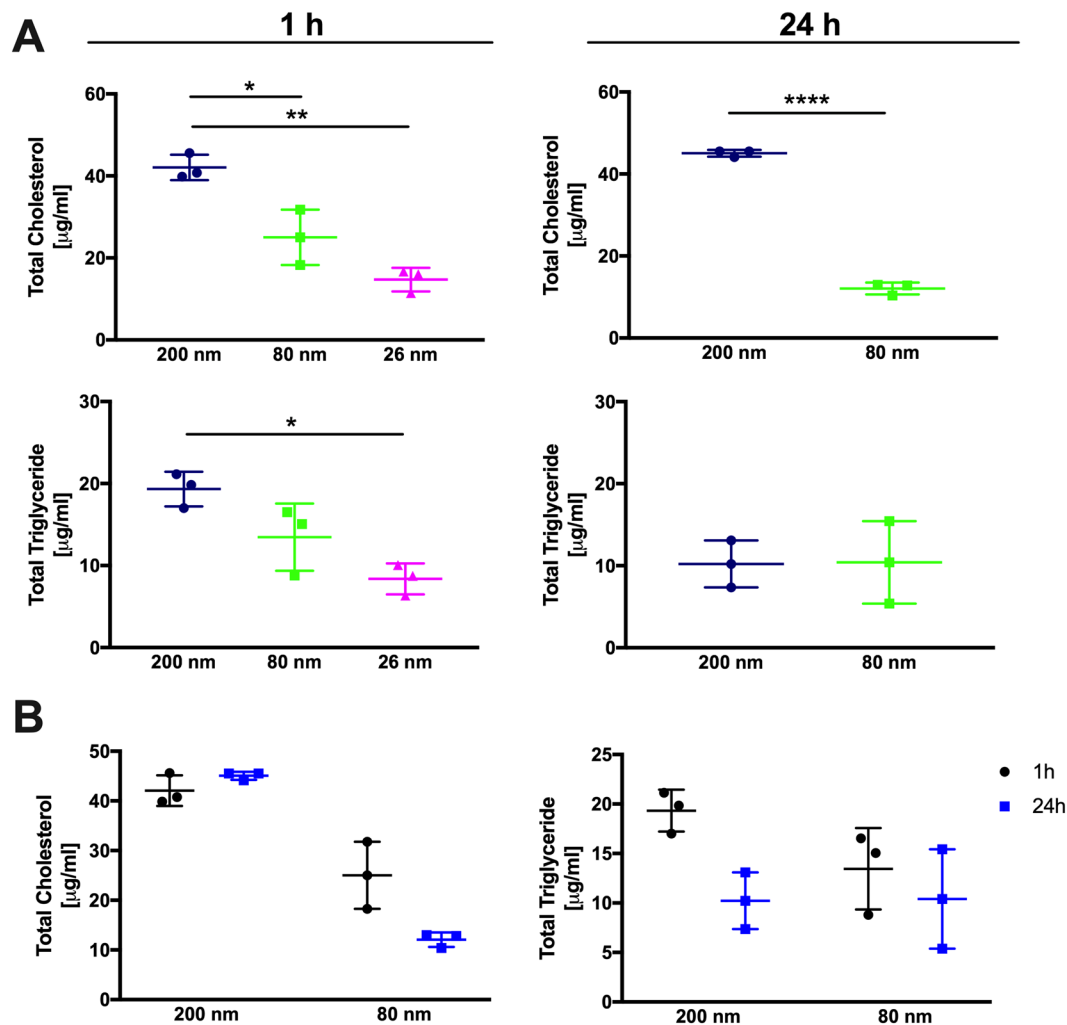 A
1 h
24 h
*
**
60
40
20
0
Total Cholesterol
[μg/ml]
200 nm
80 nm
26 nm
****
60
40
20
0
Total Cholesterol
[μg/ml]
200 nm
80 nm
*
30
20
10
0
Total Triglyceride
[μg/ml]
200 nm
80 nm
26 nm
30
20
10
0
Total Triglyceride
[μg/ml]
200 nm
80 nm
B
50
40
30
20
10
0
Total Cholesterol
[μg/ml]
200 nm
80 nm
25
20
15
10
5
0
Total Triglyceride
[μg/ml]
200 nm
80 nm
1h
24h